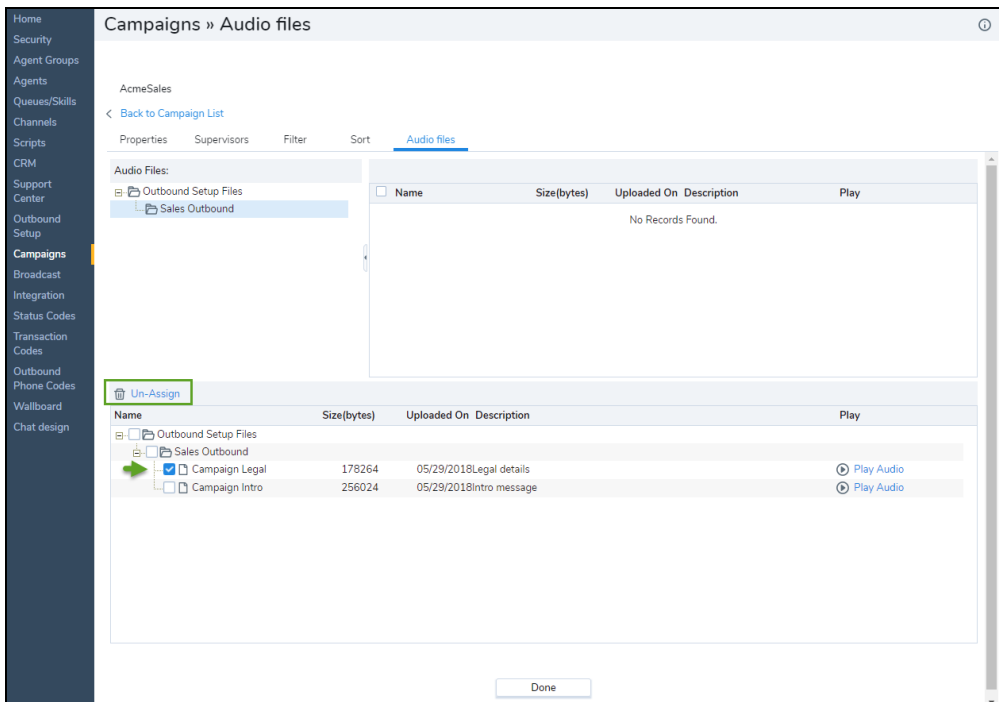 Home
Security
Agent Groups
Agents
Queues/Skills
Channels
Scripts
CRM
Support
Center
Outbound
Setup
Campaigns
Broadcast
Integration
Status Codes
Transaction
Codes
Outbound
Phone Codes
Wallboard
Chat design
Campaigns » Audio files
AcmeSales
< Back to Campaign List
Properties Supervisors Filter Sort Audio files
Audio Files:
Outbound Setup Files
Sales Outbound
Name Size(bytes) Uploaded On Description Play
No Records Found.
Un-Assign
Name Size(bytes) Uploaded On Description Play
Outbound Setup Files
Sales Outbound
Campaign Legal 178264 05/29/2018Legal details Play Audio
Campaign Intro 256024 05/29/2018Intro message Play Audio
Done